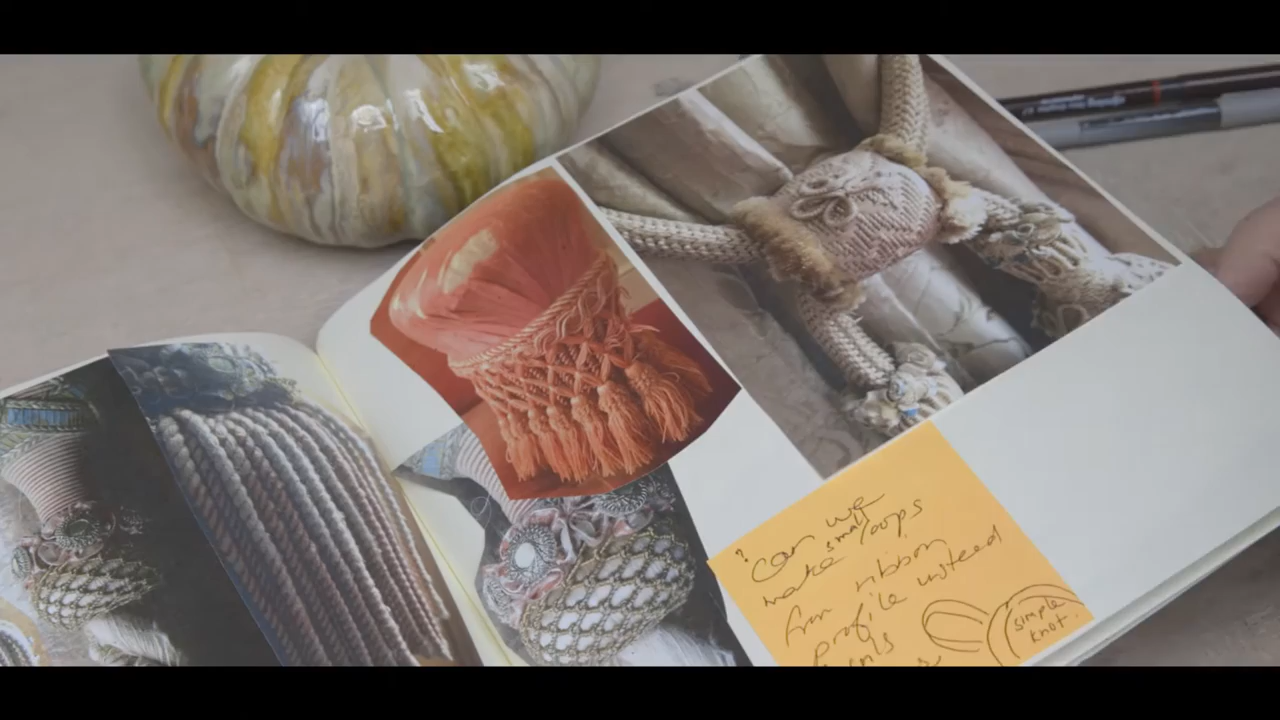 ? can we
make small loops
from ribbon
profile instead
simple
knot.